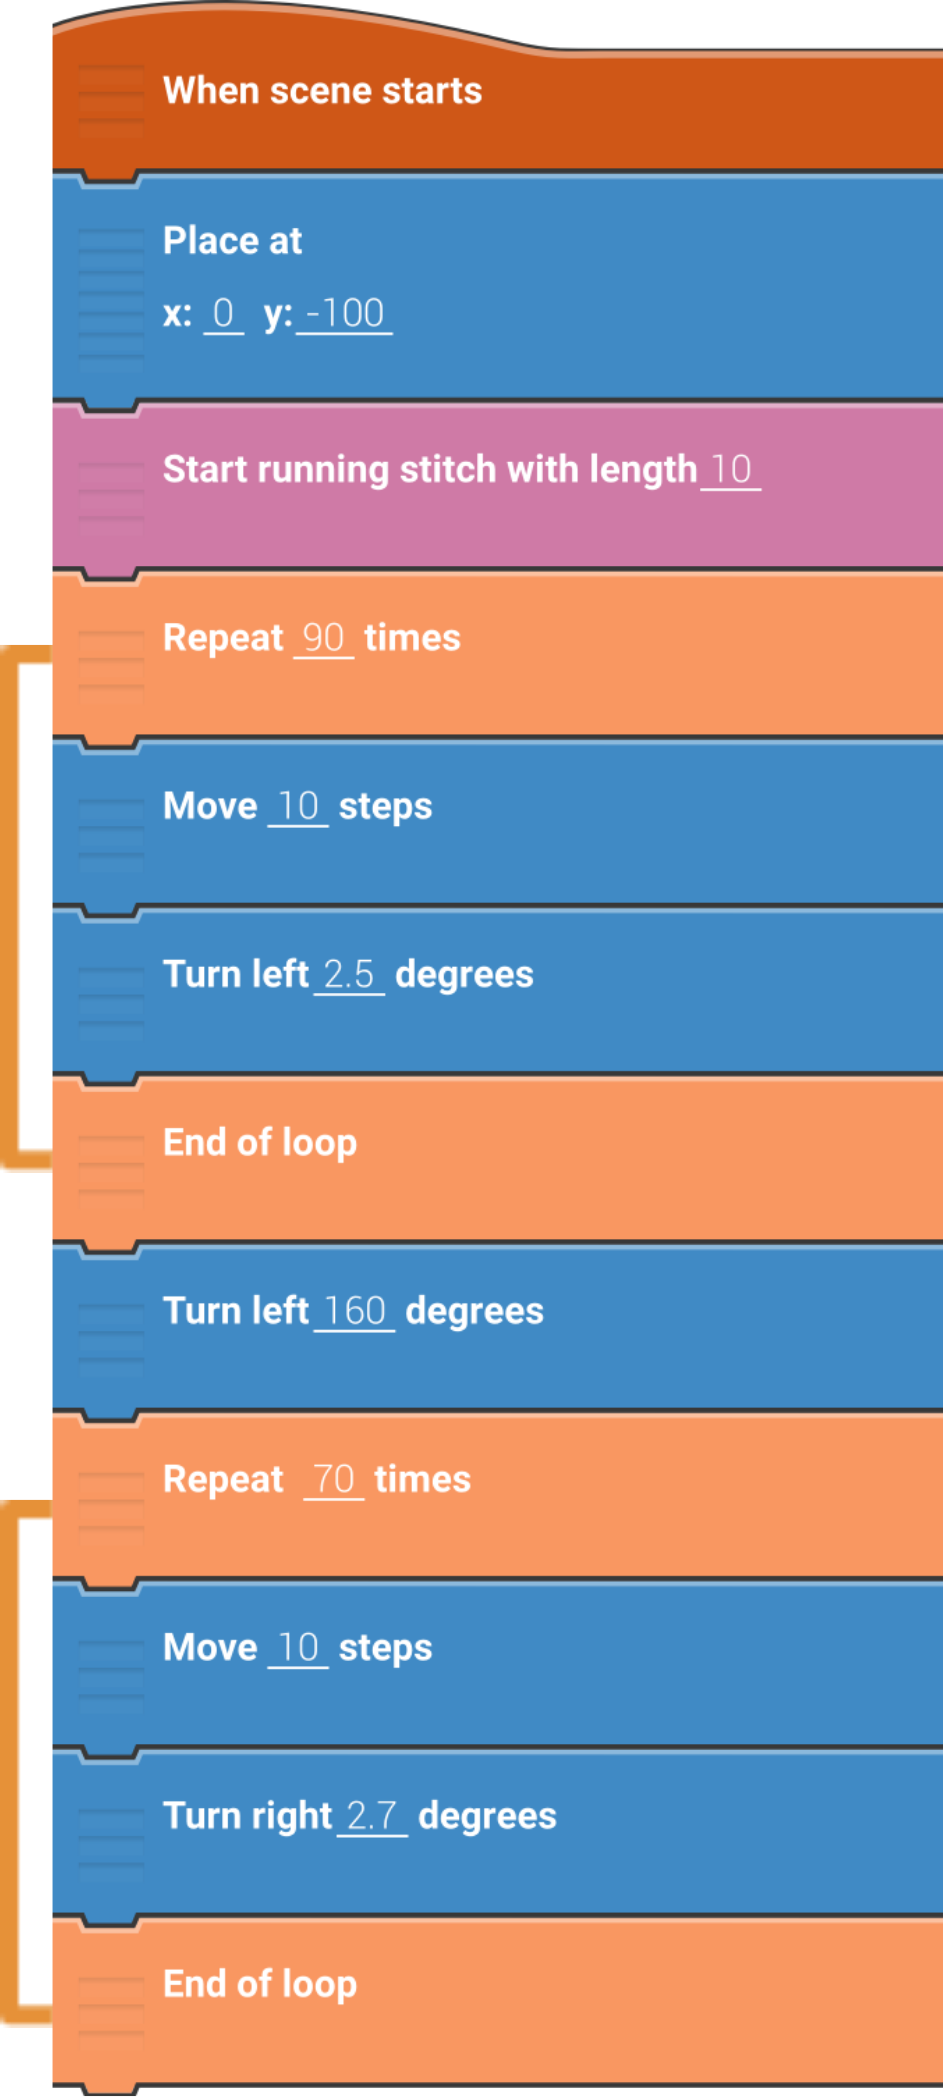 When scene starts
Place at
x: 0 y: -100
Start running stitch with length 10
Repeat 90 times
Move 10 steps
Turn left 2.5 degrees
End of loop
Turn left 160 degrees
Repeat 70 times
Move 10 steps
Turn right 2.7 degrees
End of loop